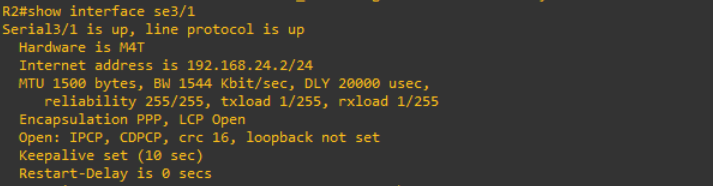 R2#show interface se3/1
Serial3/1 is up, line protocol is up
Hardware is M4T
Internet address is 192.168.24.2/24
MTU 1500 bytes, BW 1544 Kbit/sec, DLY 20000 usec,
reliability 255/255, txload 1/255, rxload 1/255
Encapsulation PPP, LCP Open
Open: IPCP, CDPCP, crc 16, loopback not set
Keepalive set (10 sec)
Restart-Delay is 0 secs